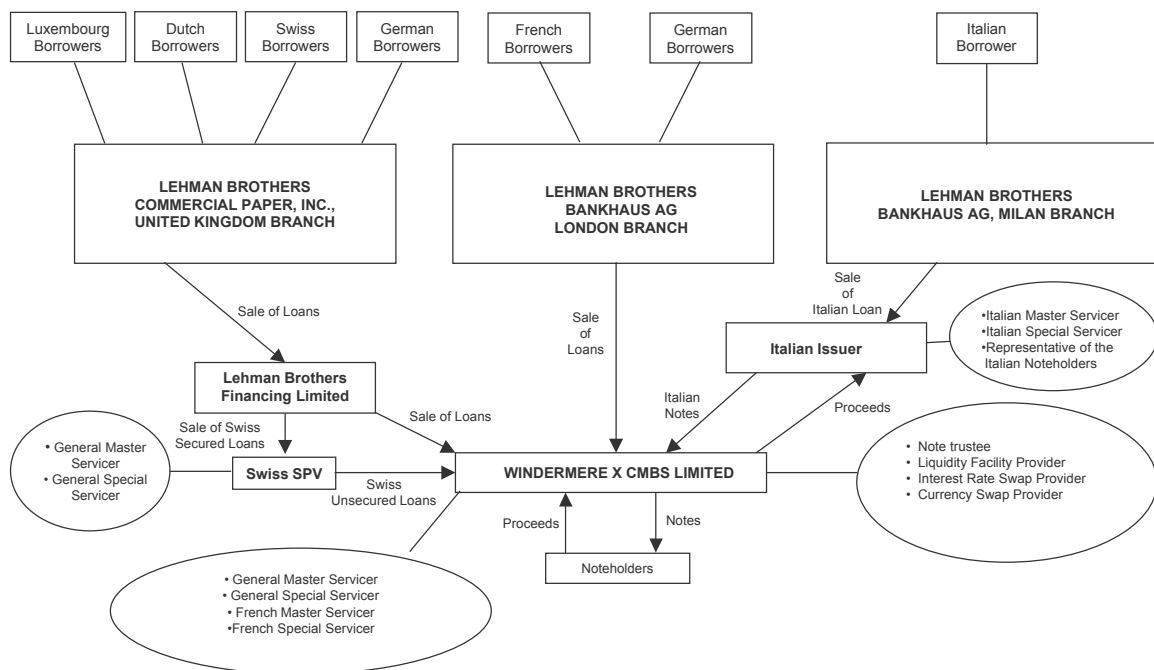 Luxembourg
Borrowers
Dutch
Borrowers
Swiss
Borrowers
German
Borrowers
French
Borrowers
German
Borrowers
Italian
Borrower
LEHMAN BROTHERS
COMMERCIAL PAPER, INC.,
UNITED KINGDOM BRANCH
LEHMAN BROTHERS
BANKHAUS AG
LONDON BRANCH
LEHMAN BROTHERS
BANKHAUS AG, MILAN BRANCH
Sale of Loans
Sale
of
Loans
Sale
of
Italian Loan
•Italian Master Servicer
•Italian Special Servicer
•Representative of the
Italian Noteholders
Italian Issuer
Lehman Brothers
Financing Limited
Sale of Loans
Italian
Notes
Proceeds
Sale of Swiss
Secured Loans
• General Master
Servicer
• General Special
Servicer
Swiss SPV
Swiss
Unsecured Loans
WINDERMERE X CMBS LIMITED
• Note trustee
• Liquidity Facility Provider
• Interest Rate Swap Provider
• Currency Swap Provider
Proceeds
Notes
Noteholders
• General Master Servicer
• General Special Servicer
• French Master Servicer
•French Special Servicer